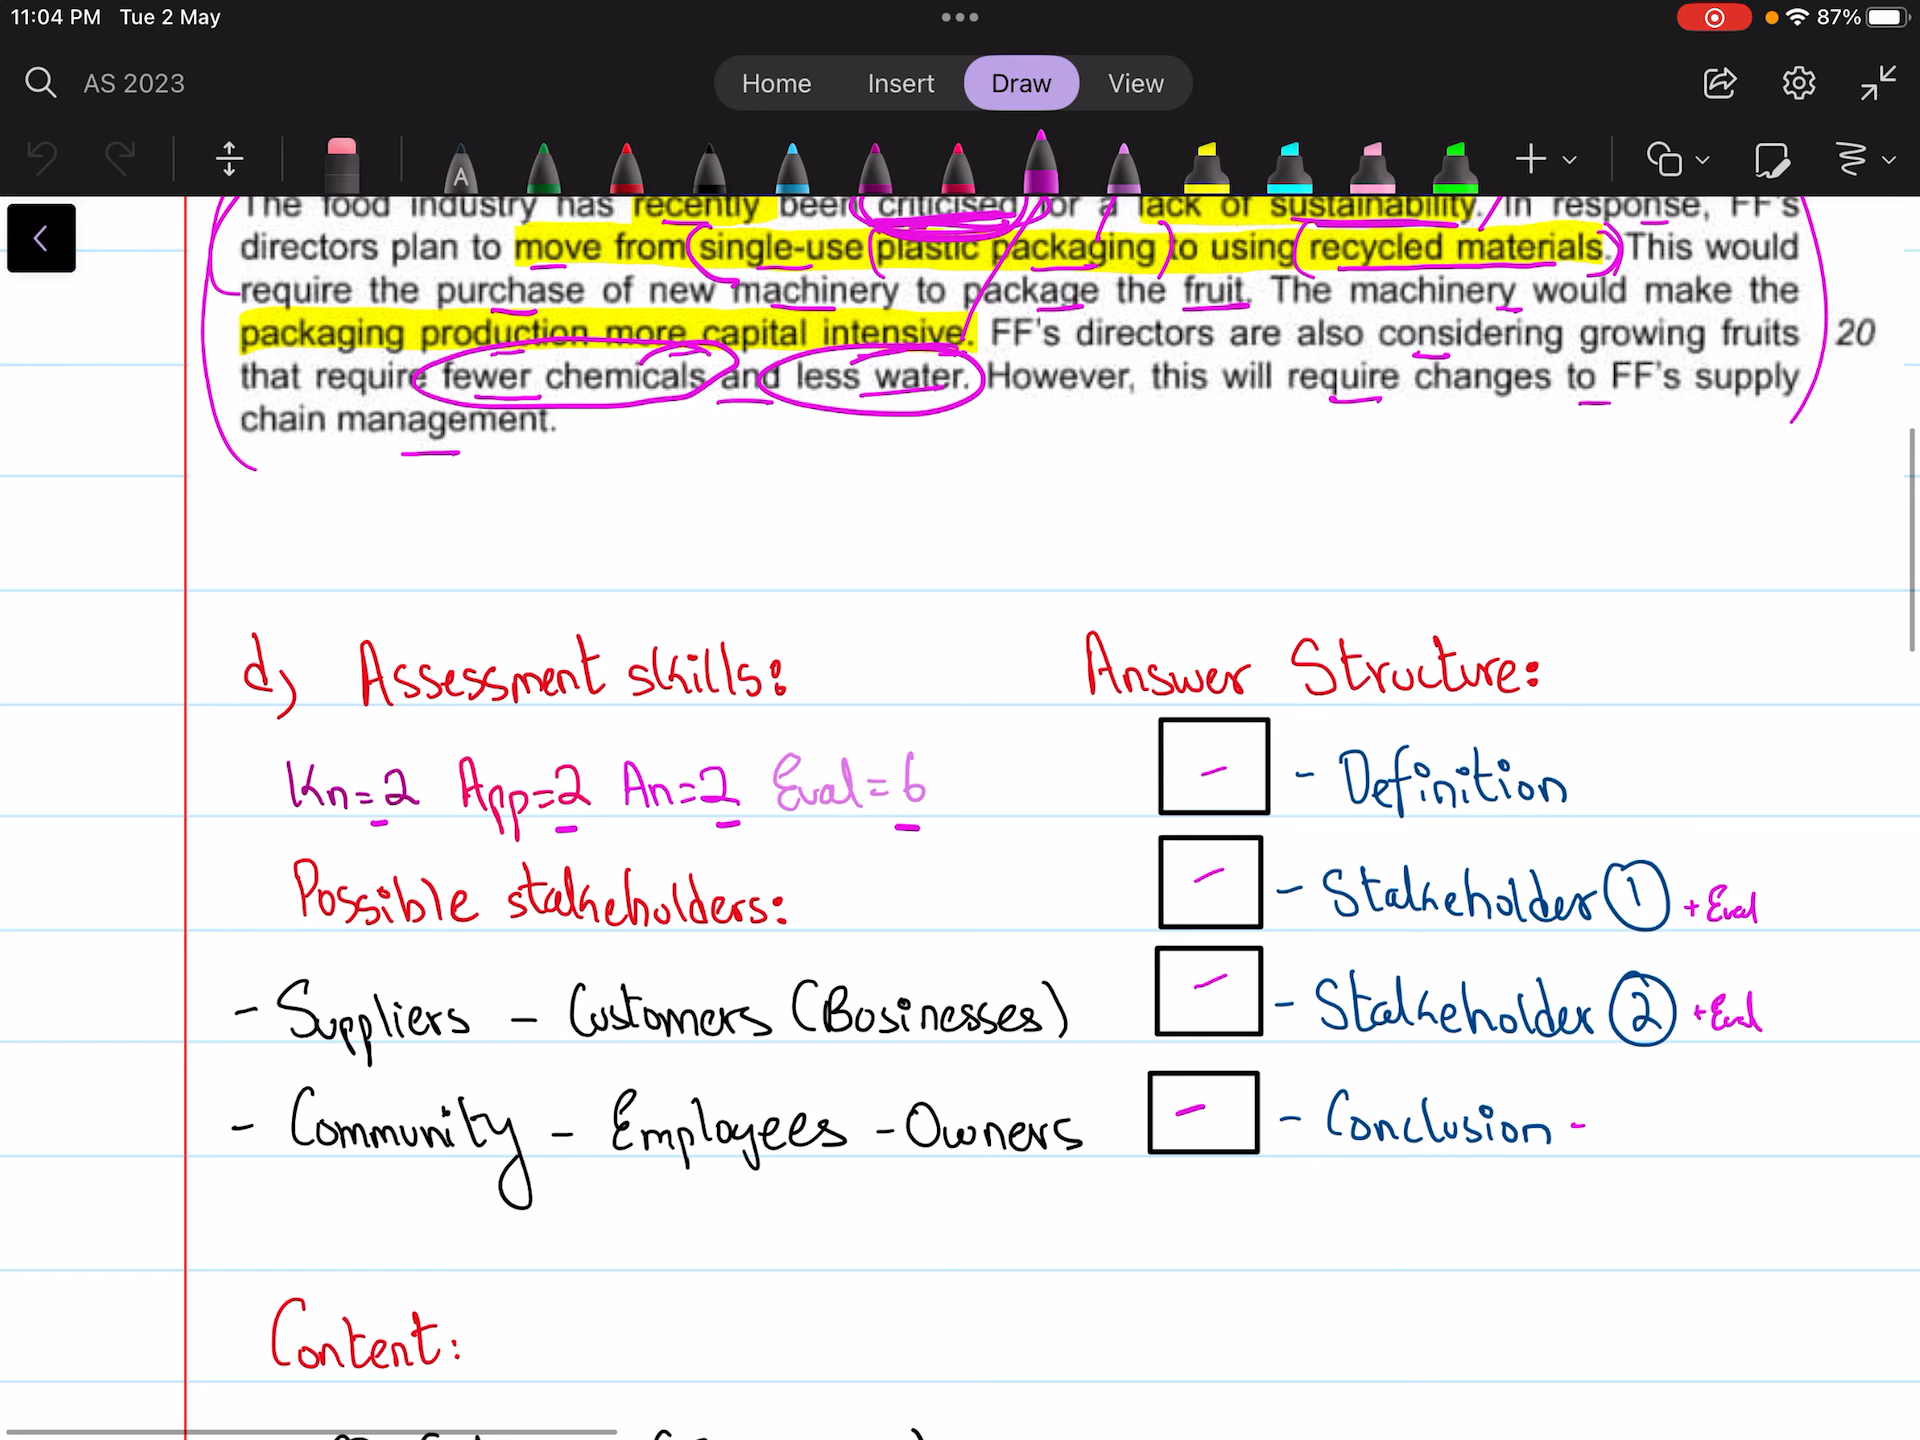 11:04 PM Tue 2 May
87%
AS 2023
Home Insert Draw View
A
The food industry has recently been criticised for a lack of sustainability. In response, FF's
directors plan to move from single-use plastic packaging to using recycled materials. This would
require the purchase of new machinery to package the fruit. The machinery would make the
packaging production more capital intensive. FF's directors are also considering growing fruits 20
that require fewer chemicals and less water. However, this will require changes to FF's supply
chain management.
d) Assessment skills:
Kn=2 App=2 An=2 Eval=6
Possible stakeholders:
- Suppliers - Customers (Businesses)
- Community - Employees - Owners
Answer Structure:
- - Definition
- - Stakeholder 1 + Eval
- - Stakeholder 2 + Eval
- - Conclusion -
Content: